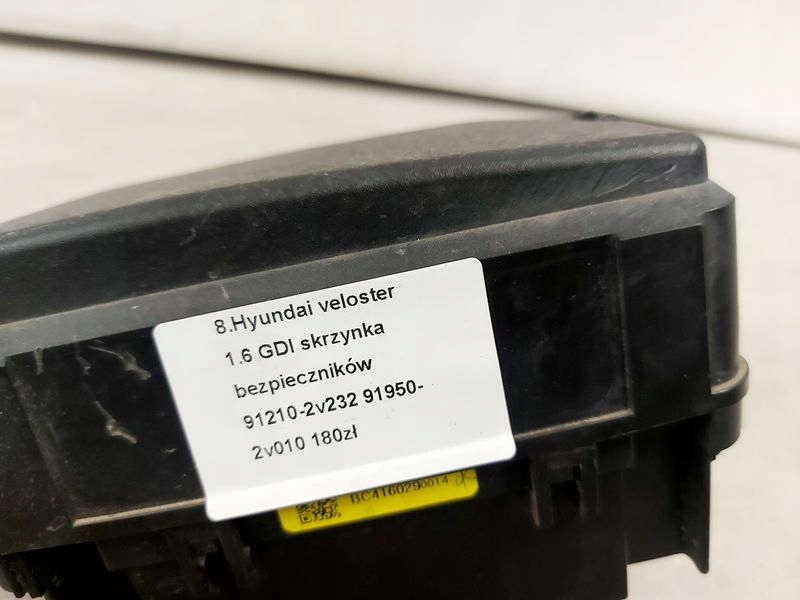 8.Hyundai veloster
1.6 GDI skrzynka
bezpieczników
91210-2v232 91950-
2v010 180zł
BC4160290014